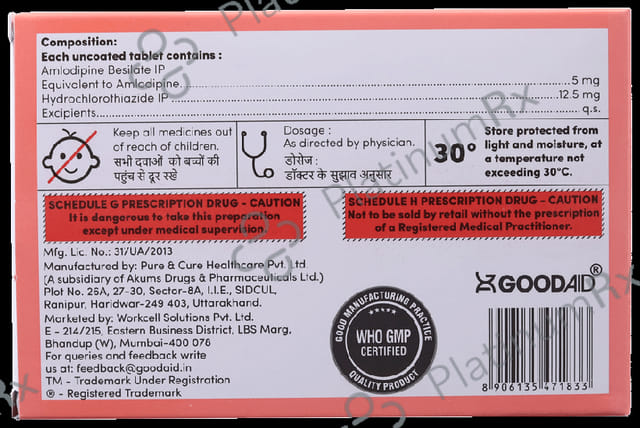 Composition:
Each uncoated tablet contains :
Amlodipine Besilate IP
Equivalent to Amlodipine.....................................................................................5 mg
Hydrochlorothiazide IP.......................................................................................12.5 mg
Excipients..............................................................................................................q.s.
Keep all medicines out
of reach of children.
सभी दवाओं को बच्चों की
पहुंच से दूर रखे
Dosage :
As directed by physician.
डोसेज :
डॉक्टर के सुझाव अनुसार
30°
Store protected from
light and moisture, at
a temperature not
exceeding 30°C.
SCHEDULE G PRESCRIPTION DRUG - CAUTION
It is dangerous to take this preparation
except under medical supervision
SCHEDULE H PRESCRIPTION DRUG - CAUTION
Not to be sold by retail without the prescription
of a Registered Medical Practitioner.
Mfg. Lic. No.: 31/UA/2013
Manufactured by: Pure & Cure Healthcare Pvt. Ltd
(A subsidiary of Akums Drugs & Pharmaceuticals Ltd.)
Plot No. 26A, 27-30, Sector-8A, I.I.E., SIDCUL,
Ranipur, Haridwar-249 403, Uttarakhand.
Marketed by: Workcell Solutions Pvt. Ltd.
E - 214/215, Eastern Business District, LBS Marg,
Bhandup (W), Mumbai-400 076
For queries and feedback write
us at: feedback@goodaid.in
TM - Trademark Under Registration
® - Registered Trademark
GOOD MANUFACTURING PRACTICE
WHO GMP
CERTIFIED
QUALITY PRODUCT
GOODAID®
8 906135 471833
PlatinumRx
PlatinumRx
PlatinumRx